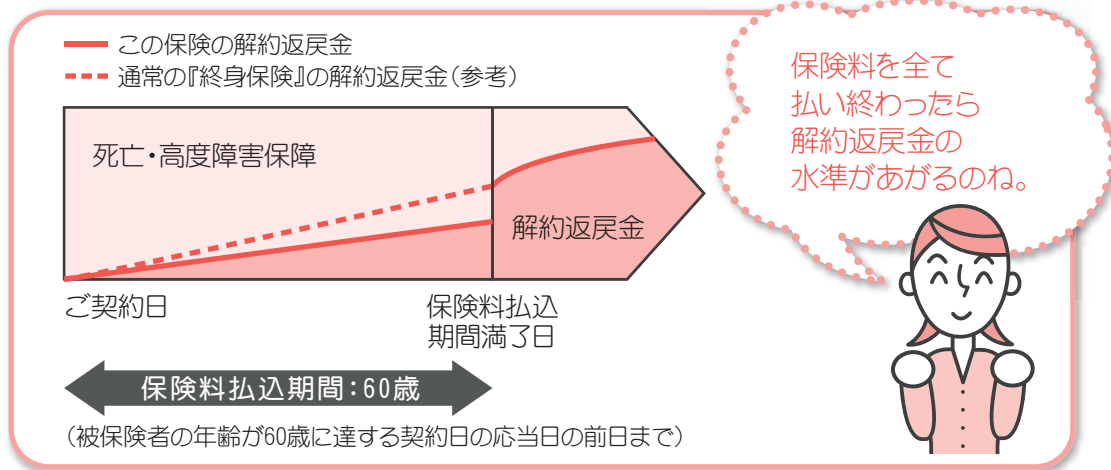 この保険の解約返戻金
通常の『終身保険』の解約返戻金(参考)
死亡・高度障害保障
解約返戻金
ご契約日
保険料払込
期間満了日
保険料払込期間:60歳
(被保険者の年齢が60歳に達する契約日の応当日の前日まで)
保険料を全て
払い終わったら
解約返戻金の
水準があがるのね。